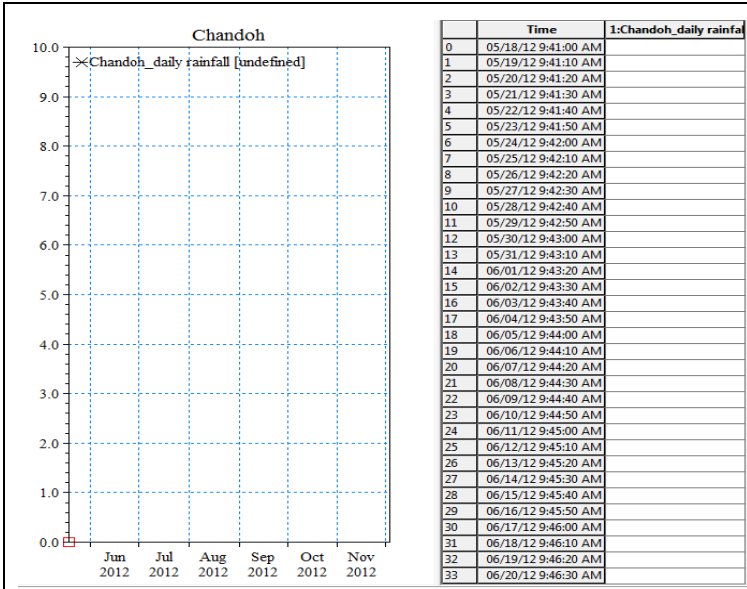 Chandoh
Chandoh_daily rainfall [undefined]
10.0
9.0
8.0
7.0
6.0
5.0
4.0
3.0
2.0
1.0
0.0
Jun Jul Aug Sep Oct Nov
2012 2012 2012 2012 2012 2012
Time 1:Chandoh_daily rainfal
0 05/18/12 9:41:00 AM
1 05/19/12 9:41:10 AM
2 05/20/12 9:41:20 AM
3 05/21/12 9:41:30 AM
4 05/22/12 9:41:40 AM
5 05/23/12 9:41:50 AM
6 05/24/12 9:42:00 AM
7 05/25/12 9:42:10 AM
8 05/26/12 9:42:20 AM
9 05/27/12 9:42:30 AM
10 05/28/12 9:42:40 AM
11 05/29/12 9:42:50 AM
12 05/30/12 9:43:00 AM
13 05/31/12 9:43:10 AM
14 06/01/12 9:43:20 AM
15 06/02/12 9:43:30 AM
16 06/03/12 9:43:40 AM
17 06/04/12 9:43:50 AM
18 06/05/12 9:44:00 AM
19 06/06/12 9:44:10 AM
20 06/07/12 9:44:20 AM
21 06/08/12 9:44:30 AM
22 06/09/12 9:44:40 AM
23 06/10/12 9:44:50 AM
24 06/11/12 9:45:00 AM
25 06/12/12 9:45:10 AM
26 06/13/12 9:45:20 AM
27 06/14/12 9:45:30 AM
28 06/15/12 9:45:40 AM
29 06/16/12 9:45:50 AM
30 06/17/12 9:46:00 AM
31 06/18/12 9:46:10 AM
32 06/19/12 9:46:20 AM
33 06/20/12 9:46:30 AM